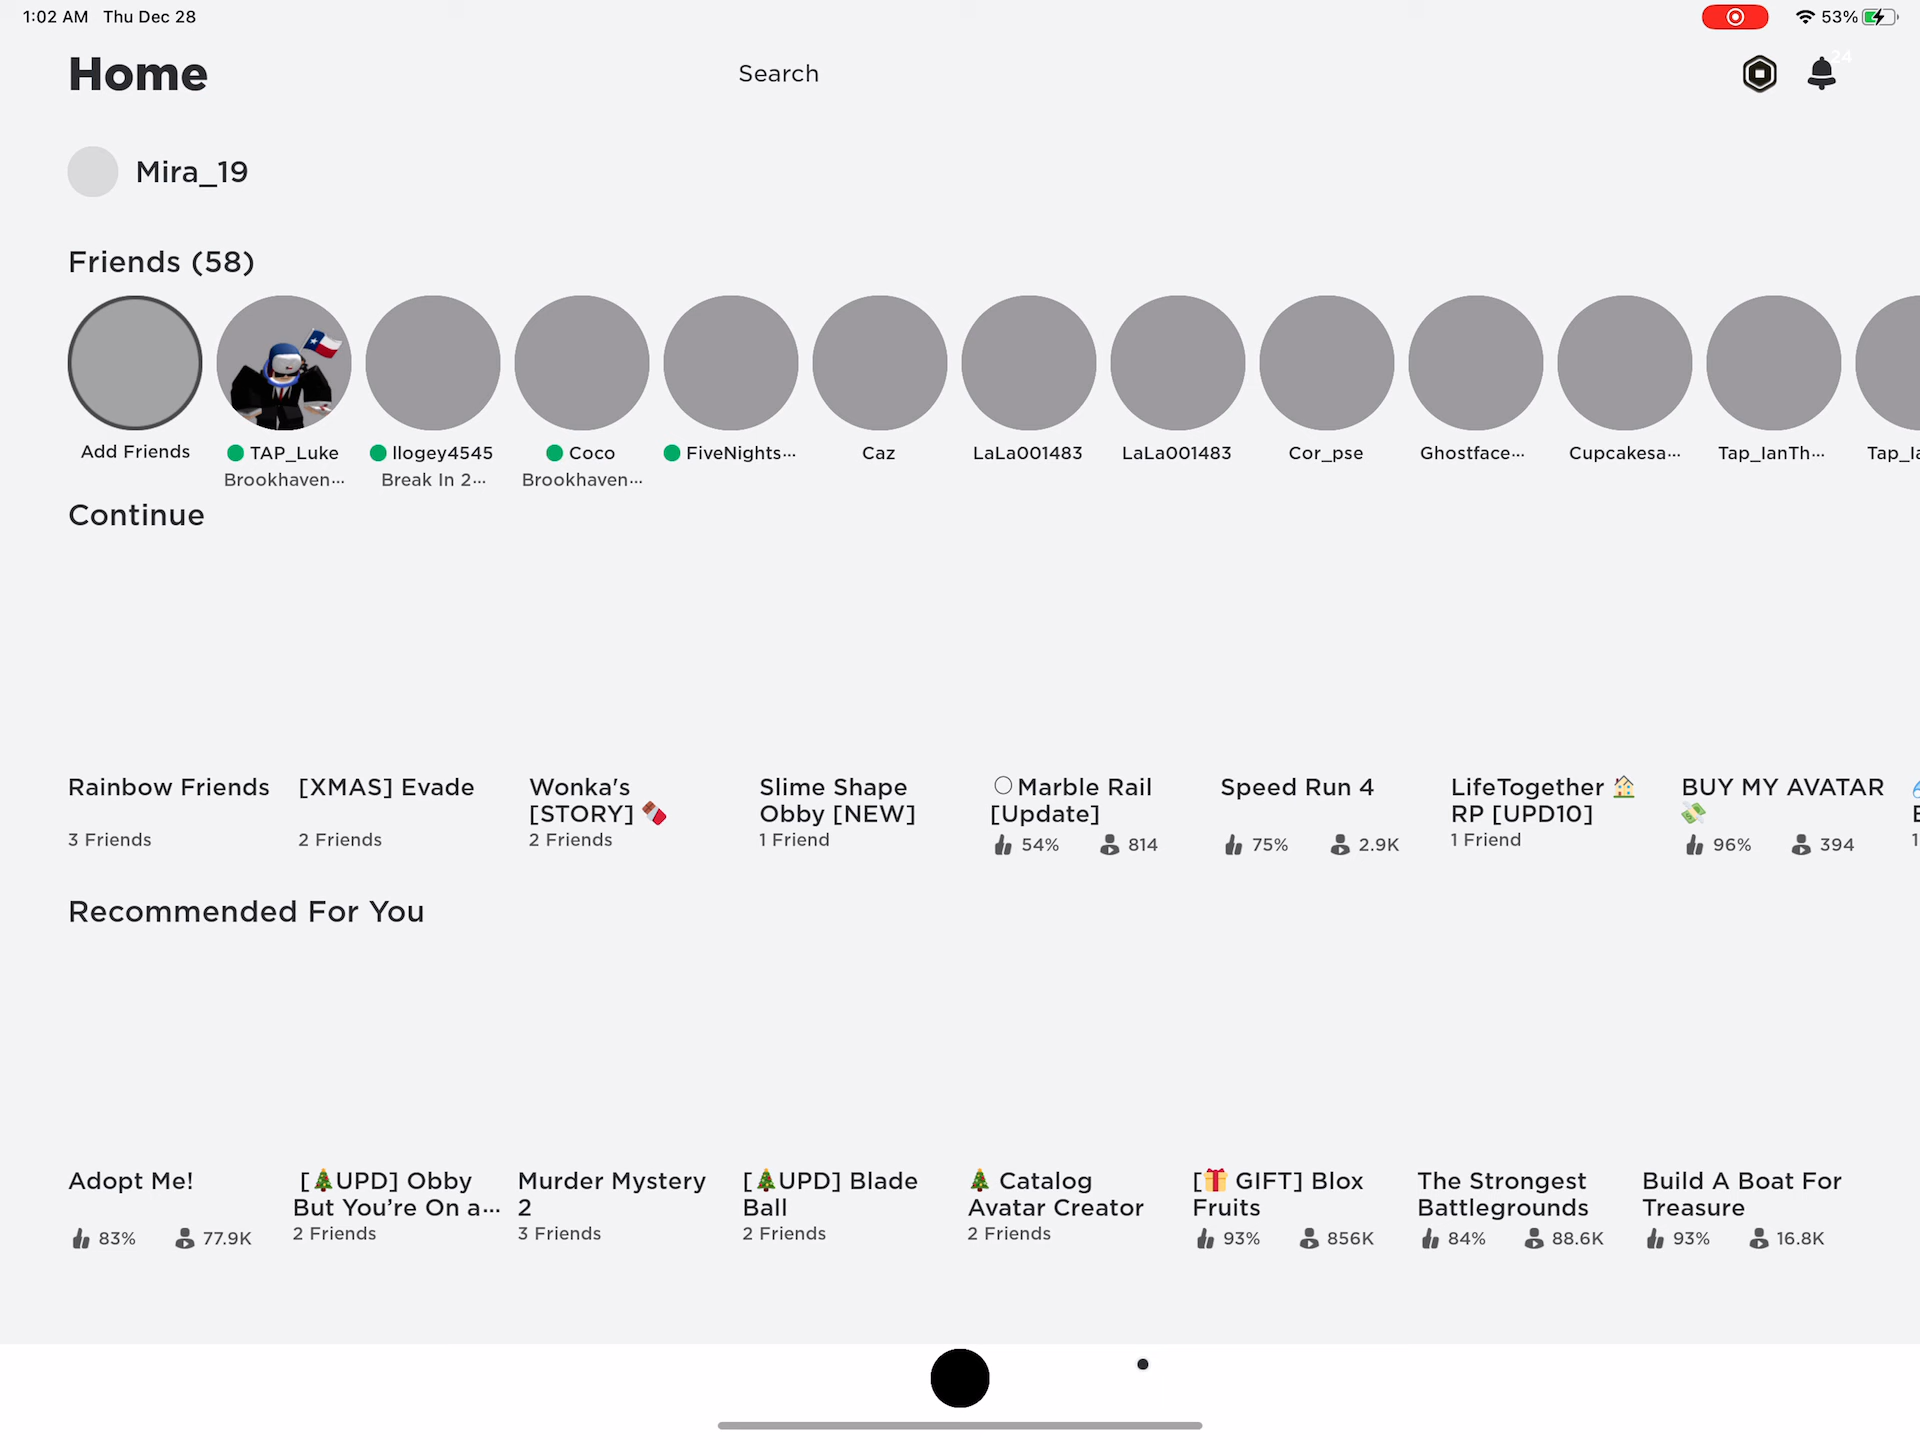 1:02 AM Thu Dec 28
53%
Home
Search
24
Mira_19
Friends (58)
Add Friends
TAP_Luke
llogey4545
Coco
FiveNights...
Caz
LaLa001483
LaLa001483
Cor_pse
Ghostface...
Cupcakesa...
Tap_IanTh...
Tap_Ia
Brookhaven...
Break In 2...
Brookhaven...
Continue
Rainbow Friends
3 Friends
[XMAS] Evade
2 Friends
Wonka's
[STORY] 🍫
2 Friends
Slime Shape
Obby [NEW]
1 Friend
⚪Marble Rail
[Update]
54% 814
Speed Run 4
75% 2.9K
LifeTogether 🏠
RP [UPD10]
1 Friend
BUY MY AVATAR
💸
96% 394
Recommended For You
Adopt Me!
83% 77.9K
[🎄UPD] Obby
But You’re On a...
2 Friends
Murder Mystery
2
3 Friends
[🎄UPD] Blade
Ball
2 Friends
🎄 Catalog
Avatar Creator
2 Friends
[🎁 GIFT] Blox
Fruits
93% 856K
The Strongest
Battlegrounds
84% 88.6K
Build A Boat For
Treasure
93% 16.8K